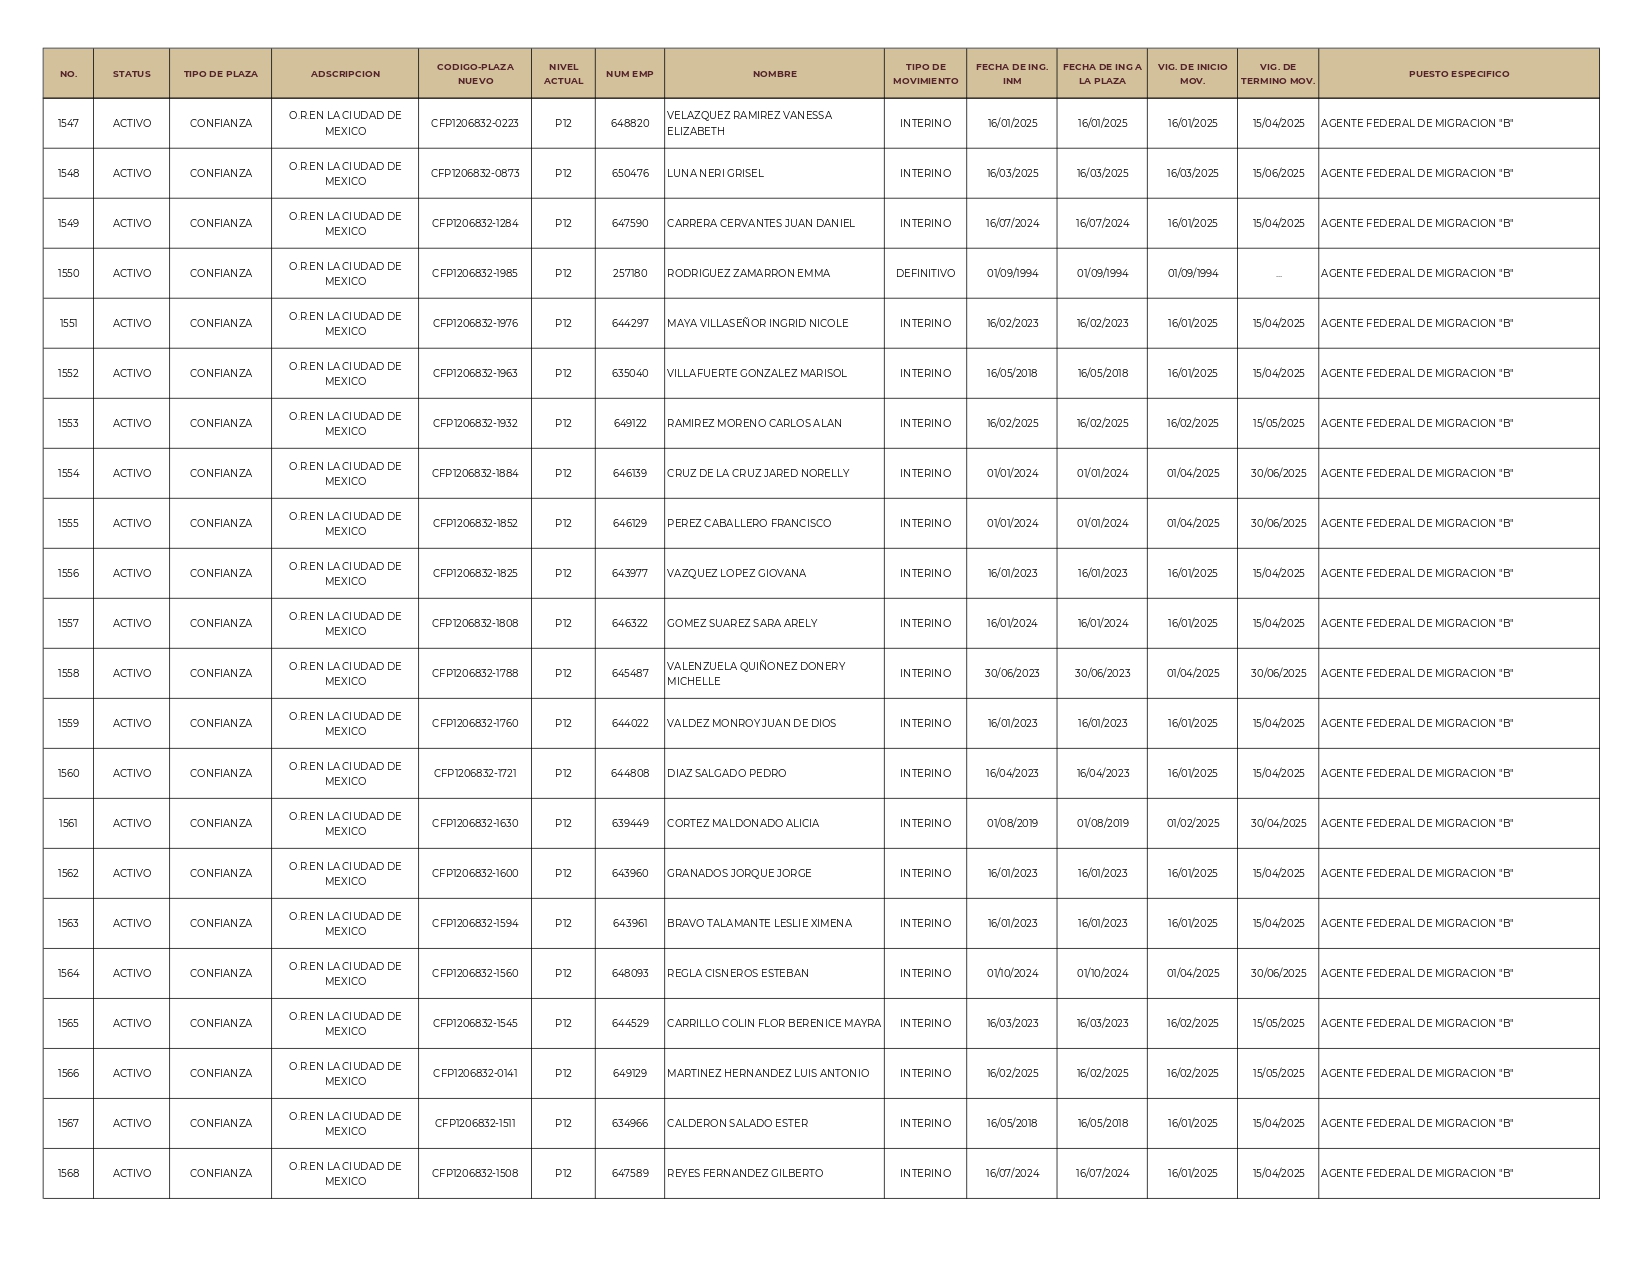 NO. STATUS TIPO DE PLAZA ADSCRIPCION CODIGO-PLAZA NUEVO NIVEL ACTUAL NUM EMP NOMBRE TIPO DE MOVIMIENTO FECHA DE ING. INM FECHA DE ING A LA PLAZA VIG. DE INICIO MOV. VIG. DE TERMINO MOV. PUESTO ESPECIFICO
1547 ACTIVO CONFIANZA O.R.EN LA CIUDAD DE MEXICO CFP1206832-0223 P12 648820 VELAZQUEZ RAMIREZ VANESSA ELIZABETH INTERINO 16/01/2025 16/01/2025 16/01/2025 15/04/2025 AGENTE FEDERAL DE MIGRACION "B"
1548 ACTIVO CONFIANZA O.R.EN LA CIUDAD DE MEXICO CFP1206832-0873 P12 650476 LUNA NERI GRISEL INTERINO 16/03/2025 16/03/2025 16/03/2025 15/06/2025 AGENTE FEDERAL DE MIGRACION "B"
1549 ACTIVO CONFIANZA O.R.EN LA CIUDAD DE MEXICO CFP1206832-1284 P12 647590 CARRERA CERVANTES JUAN DANIEL INTERINO 16/07/2024 16/07/2024 16/01/2025 15/04/2025 AGENTE FEDERAL DE MIGRACION "B"
1550 ACTIVO CONFIANZA O.R.EN LA CIUDAD DE MEXICO CFP1206832-1985 P12 257180 RODRIGUEZ ZAMARRON EMMA DEFINITIVO 01/09/1994 01/09/1994 01/09/1994 ... AGENTE FEDERAL DE MIGRACION "B"
1551 ACTIVO CONFIANZA O.R.EN LA CIUDAD DE MEXICO CFP1206832-1976 P12 644297 MAYA VILLASEÑOR INGRID NICOLE INTERINO 16/02/2023 16/02/2023 16/01/2025 15/04/2025 AGENTE FEDERAL DE MIGRACION "B"
1552 ACTIVO CONFIANZA O.R.EN LA CIUDAD DE MEXICO CFP1206832-1963 P12 635040 VILLAFUERTE GONZALEZ MARISOL INTERINO 16/05/2018 16/05/2018 16/01/2025 15/04/2025 AGENTE FEDERAL DE MIGRACION "B"
1553 ACTIVO CONFIANZA O.R.EN LA CIUDAD DE MEXICO CFP1206832-1932 P12 649122 RAMIREZ MORENO CARLOS ALAN INTERINO 16/02/2025 16/02/2025 16/02/2025 15/05/2025 AGENTE FEDERAL DE MIGRACION "B"
1554 ACTIVO CONFIANZA O.R.EN LA CIUDAD DE MEXICO CFP1206832-1884 P12 646139 CRUZ DE LA CRUZ JARED NORELLY INTERINO 01/01/2024 01/01/2024 01/04/2025 30/06/2025 AGENTE FEDERAL DE MIGRACION "B"
1555 ACTIVO CONFIANZA O.R.EN LA CIUDAD DE MEXICO CFP1206832-1852 P12 646129 PEREZ CABALLERO FRANCISCO INTERINO 01/01/2024 01/01/2024 01/04/2025 30/06/2025 AGENTE FEDERAL DE MIGRACION "B"
1556 ACTIVO CONFIANZA O.R.EN LA CIUDAD DE MEXICO CFP1206832-1825 P12 643977 VAZQUEZ LOPEZ GIOVANA INTERINO 16/01/2023 16/01/2023 16/01/2025 15/04/2025 AGENTE FEDERAL DE MIGRACION "B"
1557 ACTIVO CONFIANZA O.R.EN LA CIUDAD DE MEXICO CFP1206832-1808 P12 646322 GOMEZ SUAREZ SARA ARELY INTERINO 16/01/2024 16/01/2024 16/01/2025 15/04/2025 AGENTE FEDERAL DE MIGRACION "B"
1558 ACTIVO CONFIANZA O.R.EN LA CIUDAD DE MEXICO CFP1206832-1788 P12 645487 VALENZUELA QUIÑONEZ DONERY MICHELLE INTERINO 30/06/2023 30/06/2023 01/04/2025 30/06/2025 AGENTE FEDERAL DE MIGRACION "B"
1559 ACTIVO CONFIANZA O.R.EN LA CIUDAD DE MEXICO CFP1206832-1760 P12 644022 VALDEZ MONROY JUAN DE DIOS INTERINO 16/01/2023 16/01/2023 16/01/2025 15/04/2025 AGENTE FEDERAL DE MIGRACION "B"
1560 ACTIVO CONFIANZA O.R.EN LA CIUDAD DE MEXICO CFP1206832-1721 P12 644808 DIAZ SALGADO PEDRO INTERINO 16/04/2023 16/04/2023 16/01/2025 15/04/2025 AGENTE FEDERAL DE MIGRACION "B"
1561 ACTIVO CONFIANZA O.R.EN LA CIUDAD DE MEXICO CFP1206832-1630 P12 639449 CORTEZ MALDONADO ALICIA INTERINO 01/08/2019 01/08/2019 01/02/2025 30/04/2025 AGENTE FEDERAL DE MIGRACION "B"
1562 ACTIVO CONFIANZA O.R.EN LA CIUDAD DE MEXICO CFP1206832-1600 P12 643960 GRANADOS JORQUE JORGE INTERINO 16/01/2023 16/01/2023 16/01/2025 15/04/2025 AGENTE FEDERAL DE MIGRACION "B"
1563 ACTIVO CONFIANZA O.R.EN LA CIUDAD DE MEXICO CFP1206832-1594 P12 643961 BRAVO TALAMANTE LESLIE XIMENA INTERINO 16/01/2023 16/01/2023 16/01/2025 15/04/2025 AGENTE FEDERAL DE MIGRACION "B"
1564 ACTIVO CONFIANZA O.R.EN LA CIUDAD DE MEXICO CFP1206832-1560 P12 648093 REGLA CISNEROS ESTEBAN INTERINO 01/10/2024 01/10/2024 01/04/2025 30/06/2025 AGENTE FEDERAL DE MIGRACION "B"
1565 ACTIVO CONFIANZA O.R.EN LA CIUDAD DE MEXICO CFP1206832-1545 P12 644529 CARRILLO COLIN FLOR BERENICE MAYRA INTERINO 16/03/2023 16/03/2023 16/02/2025 15/05/2025 AGENTE FEDERAL DE MIGRACION "B"
1566 ACTIVO CONFIANZA O.R.EN LA CIUDAD DE MEXICO CFP1206832-0141 P12 649129 MARTINEZ HERNANDEZ LUIS ANTONIO INTERINO 16/02/2025 16/02/2025 16/02/2025 15/05/2025 AGENTE FEDERAL DE MIGRACION "B"
1567 ACTIVO CONFIANZA O.R.EN LA CIUDAD DE MEXICO CFP1206832-1511 P12 634966 CALDERON SALADO ESTER INTERINO 16/05/2018 16/05/2018 16/01/2025 15/04/2025 AGENTE FEDERAL DE MIGRACION "B"
1568 ACTIVO CONFIANZA O.R.EN LA CIUDAD DE MEXICO CFP1206832-1508 P12 647589 REYES FERNANDEZ GILBERTO INTERINO 16/07/2024 16/07/2024 16/01/2025 15/04/2025 AGENTE FEDERAL DE MIGRACION "B"